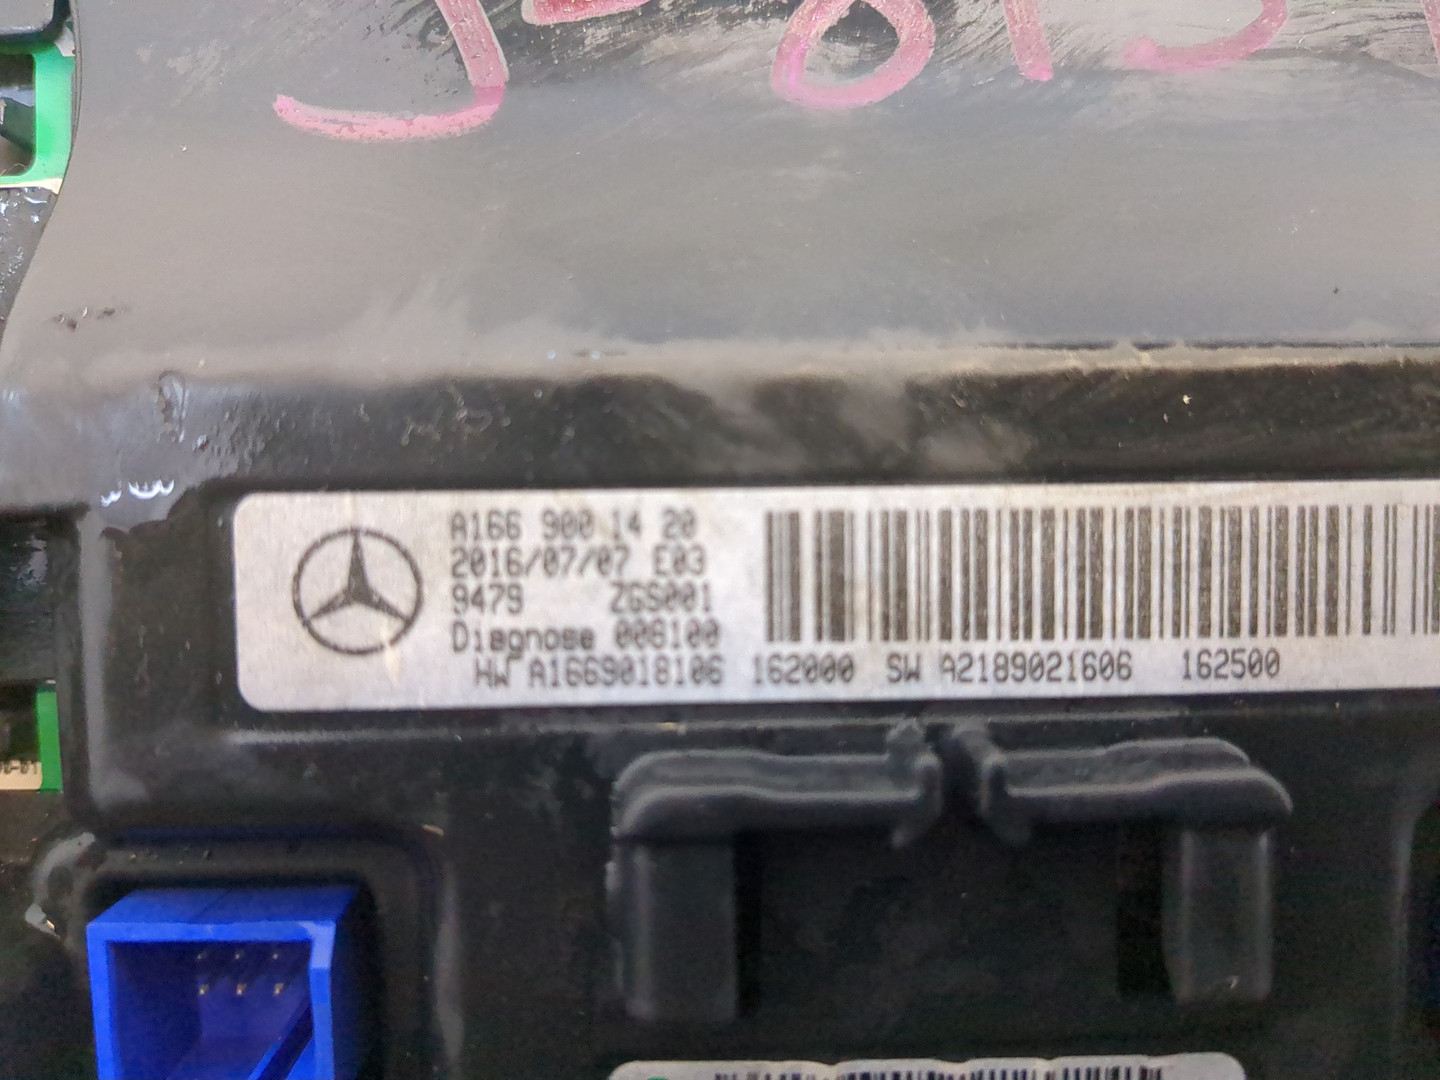 A166 900 14 20
2016/07/07 E03
9479 ZGS001
Diagnose 008100
HW A1669018106 162000 SW A2189021606 162500